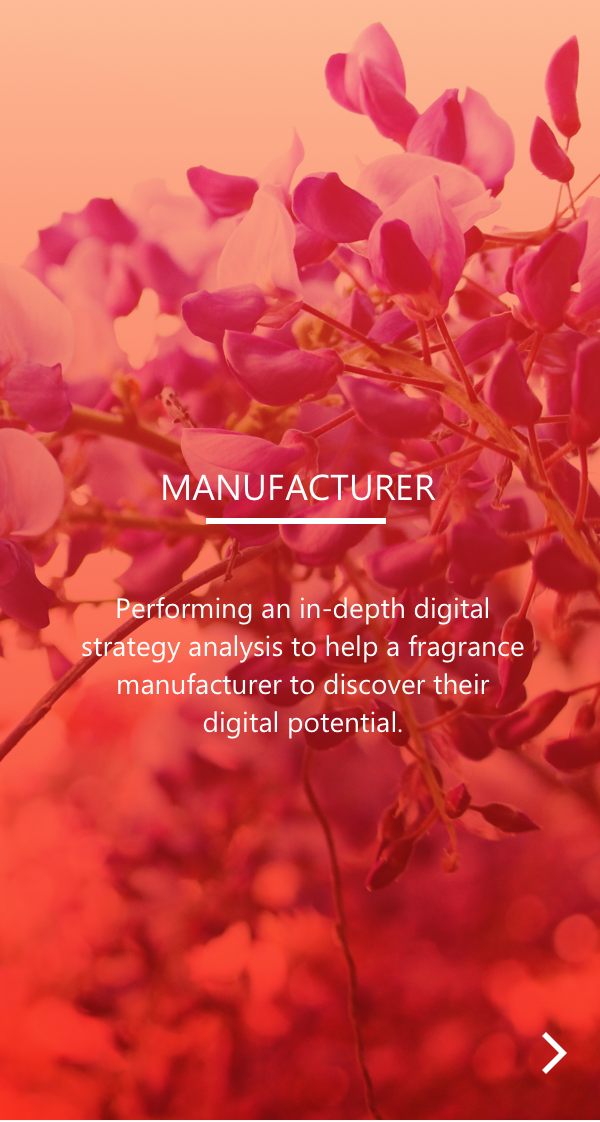 MANUFACTURER
Performing an in-depth digital
strategy analysis to help a fragrance
manufacturer to discover their
digital potential.